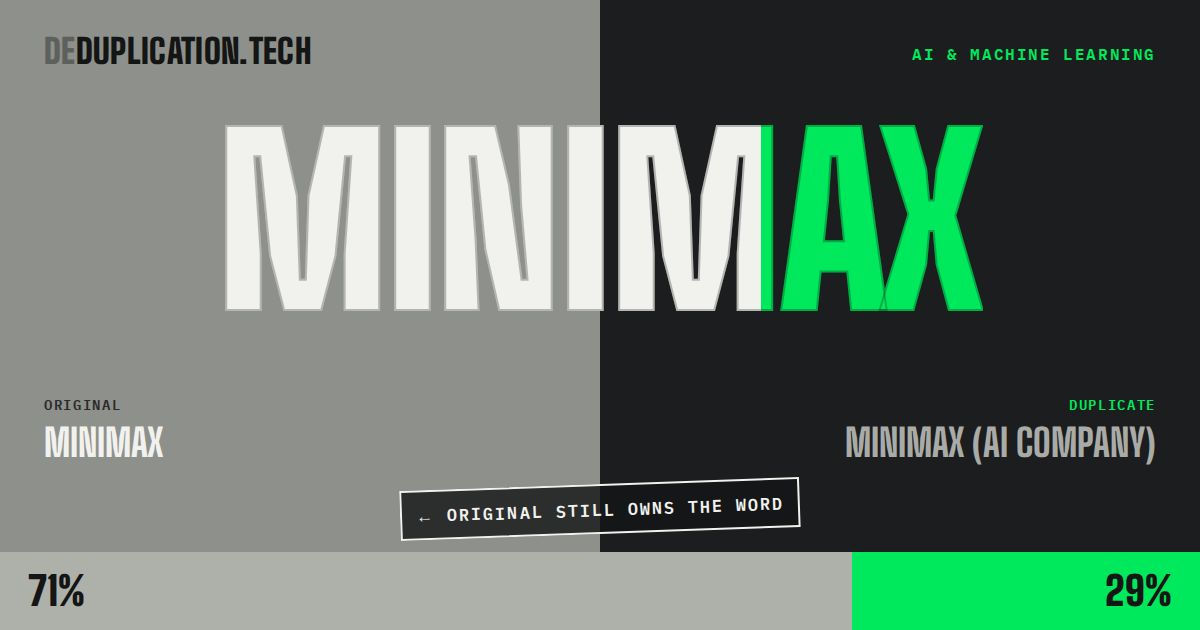 DEDUPLICATION.TECH
AI & MACHINE LEARNING
MINIMAX
ORIGINAL
MINIMAX
DUPLICATE
MINIMAX (AI COMPANY)
← ORIGINAL STILL OWNS THE WORD
71%
29%